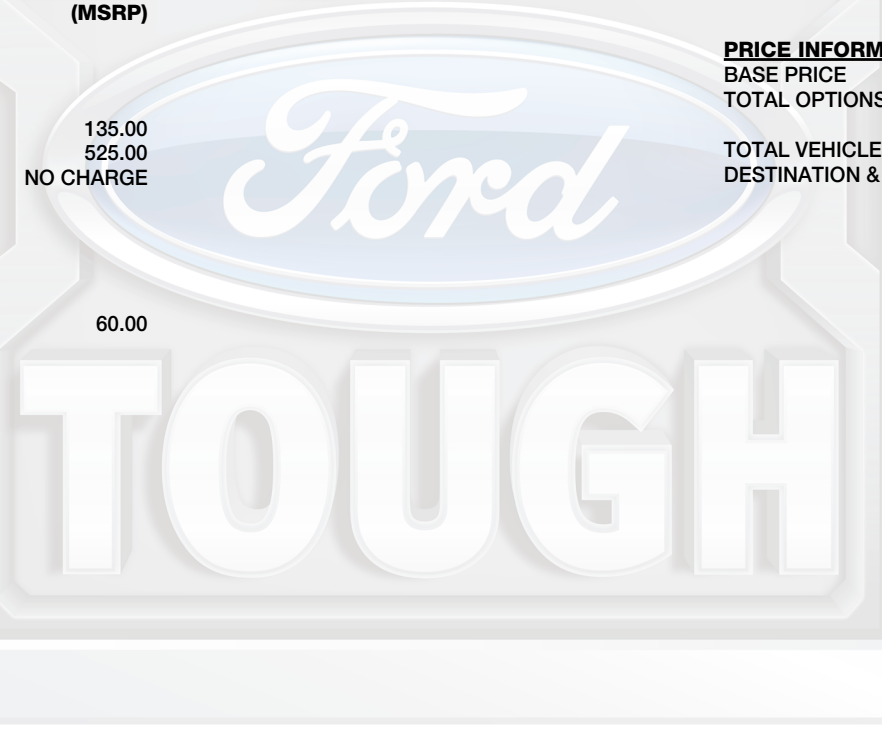 (MSRP)
135.00
525.00
NO CHARGE
60.00
PRICE INFORM
BASE PRICE
TOTAL OPTIONS
TOTAL VEHICLE
DESTINATION &
Ford
TOUGH